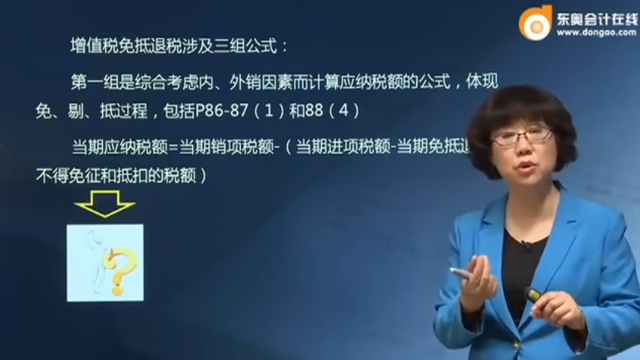 东奥会计在线
www.dongao.com
增值税免抵退税涉及三组公式：
第一组是综合考虑内、外销因素而计算应纳税额的公式，体现
免、剔、抵过程，包括P86-87（1）和88（4）
当期应纳税额=当期销项税额-（当期进项税额-当期免抵退
不得免征和抵扣的税额）
?